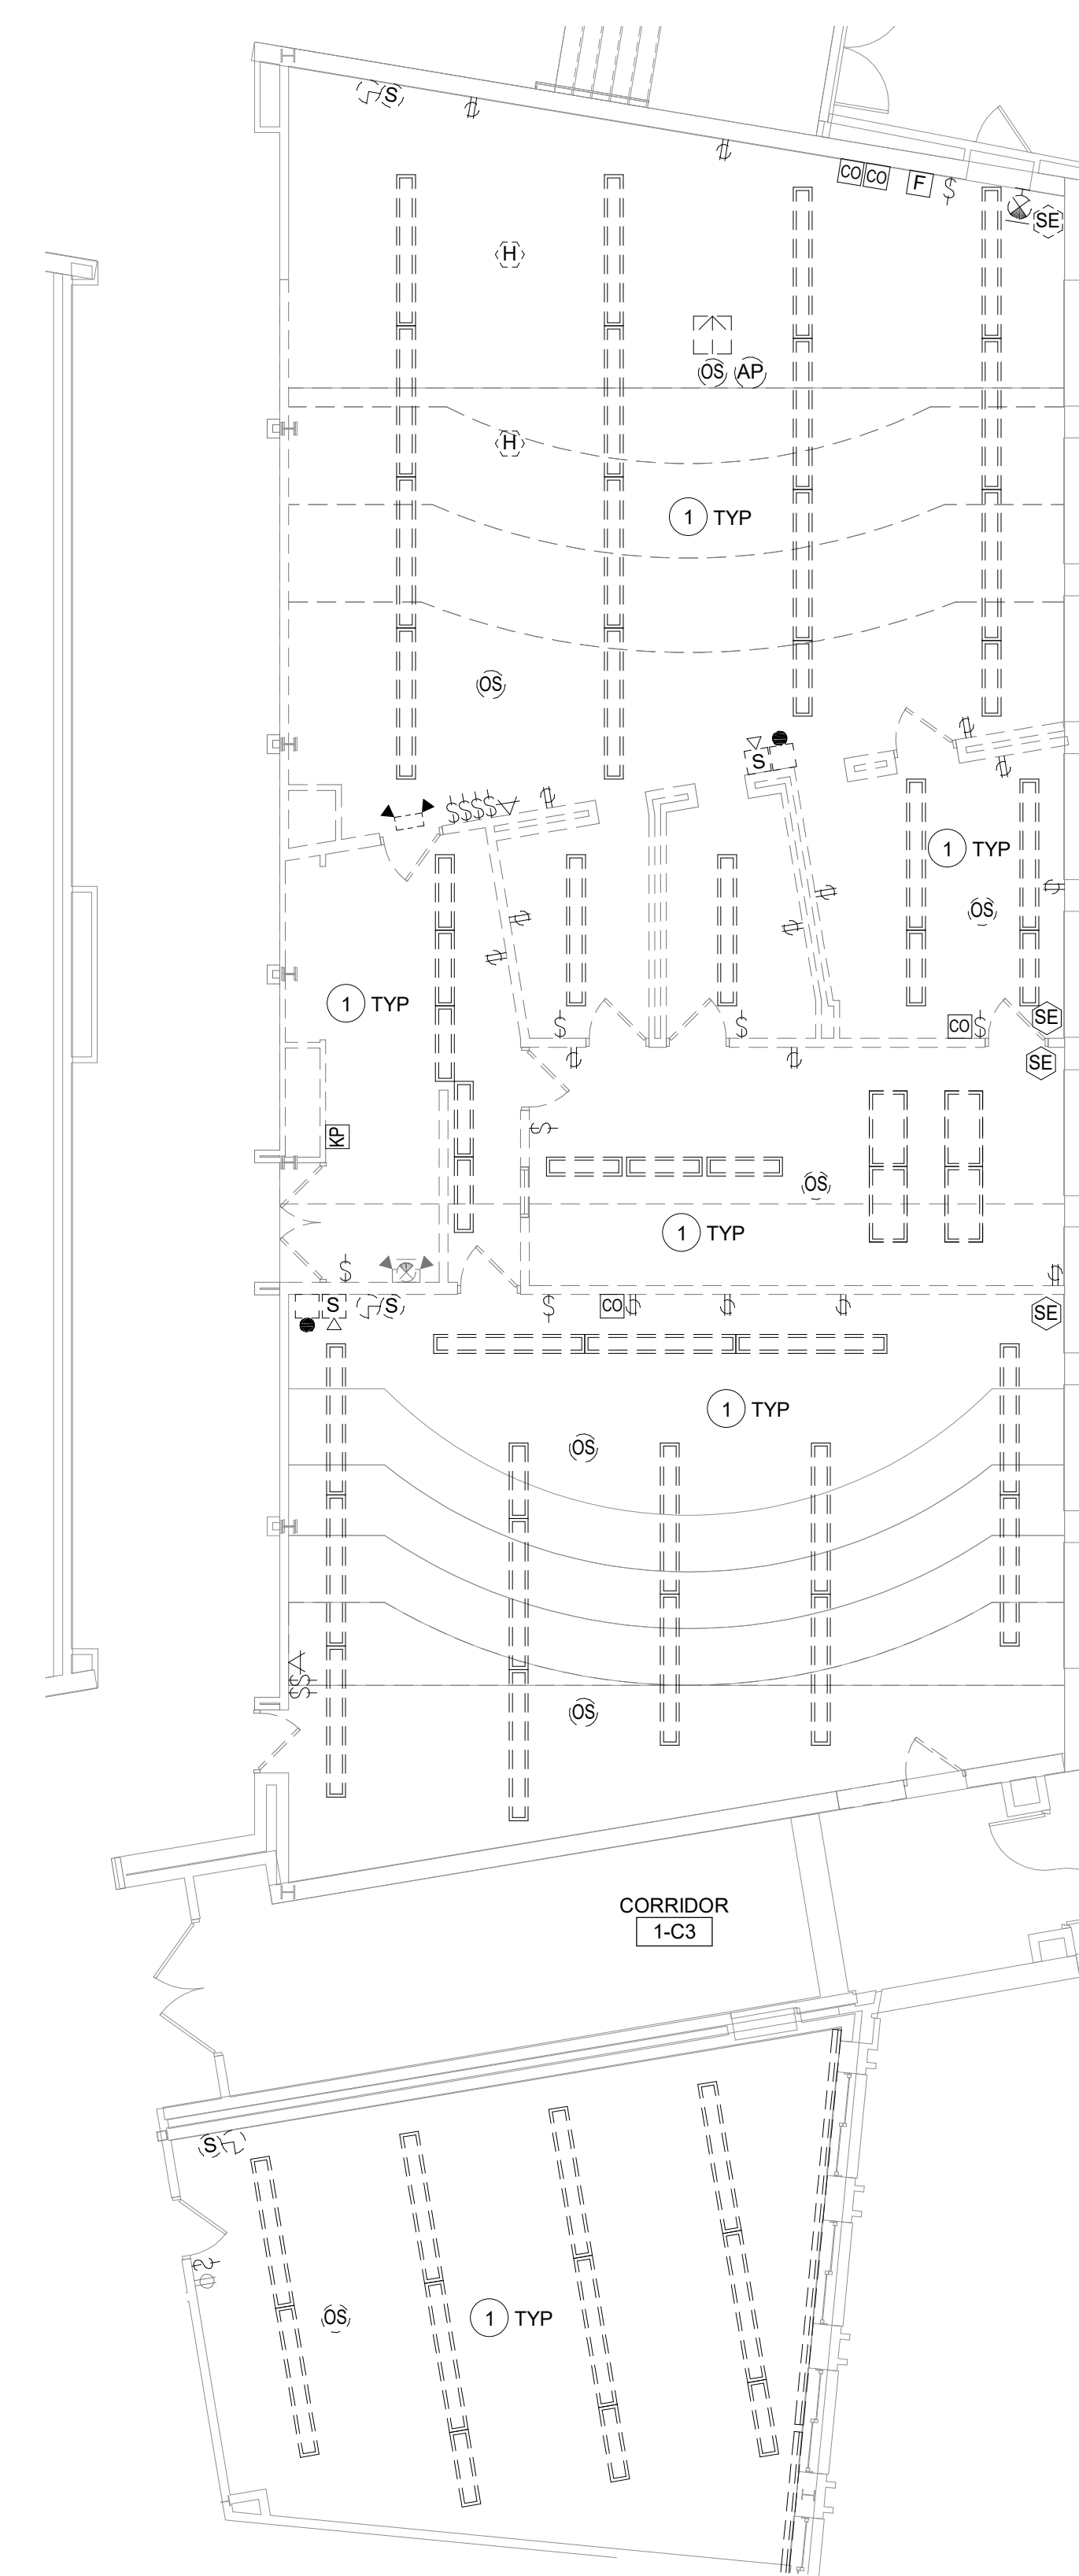 S
CO CO F $
SE
H
OS AP
H
1 TYP
OS
S
$$$$
1 TYP
OS
1 TYP
$ $ CO $ SE
SE
$
KP
OS
1 TYP
$
S S $ CO SE
1 TYP
OS
$$
OS
CORRIDOR
1-C3
S
$
OS 1 TYP